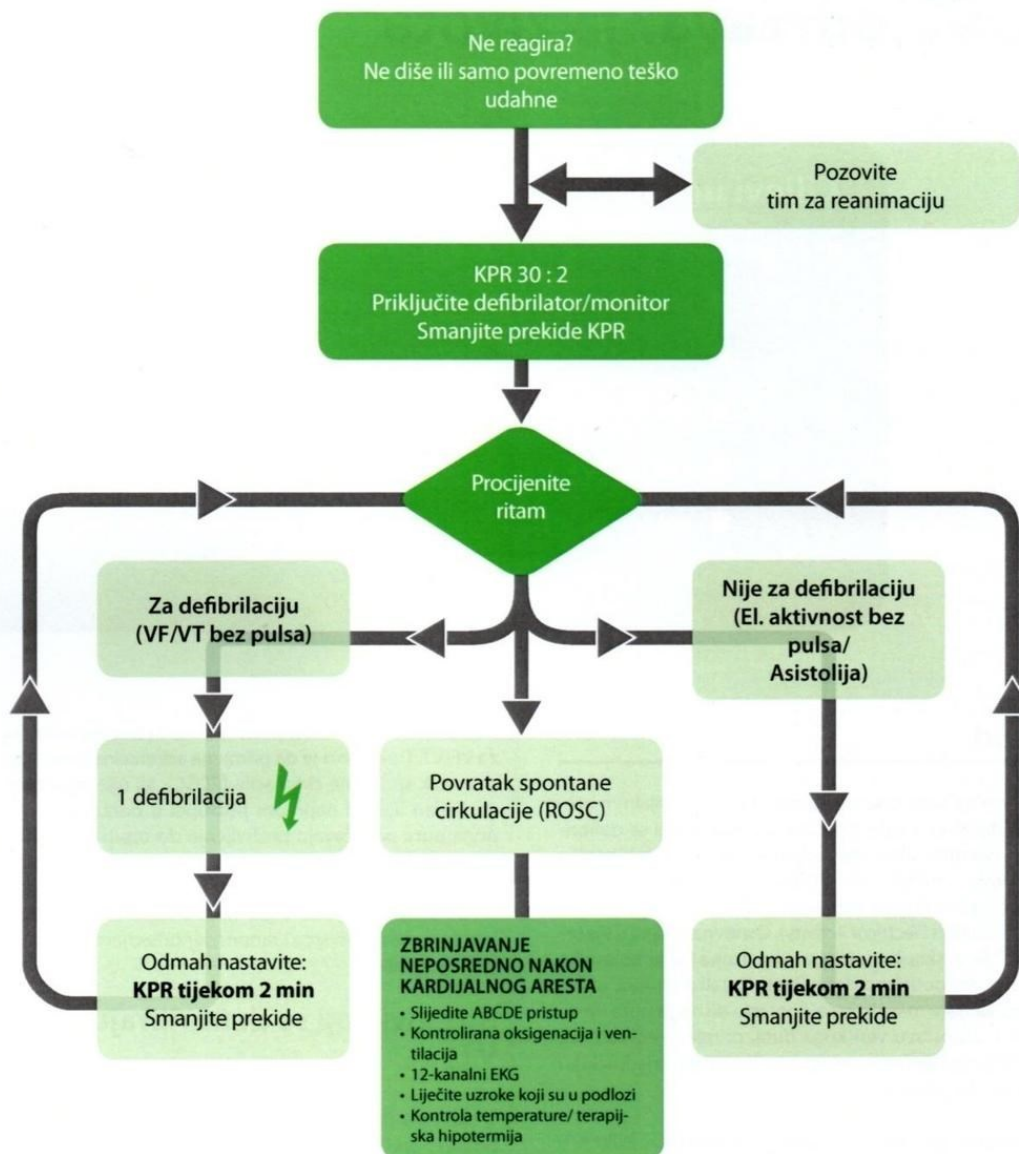 Ne reagira?
Ne diše ili samo povremeno teško
udahne
Pozovite
tim za reanimaciju
KPR 30 : 2
Priključite defibrilator/monitor
Smanjite prekide KPR
Procijenite
ritam
Za defibrilaciju
(VF/VT bez pulsa)
Nije za defibrilaciju
(El. aktivnost bez
pulsa/
Asistolija)
1 defibrilacija
Povratak spontane
cirkulacije (ROSC)
Odmah nastavite:
KPR tijekom 2 min
Smanjite prekide
ZBRINJAVANJE
NEPOSREDNO NAKON
KARDIJALNOG ARESTA
• Slijedite ABCDE pristup
• Kontrolirana oksigenacija i ven-
tilacija
• 12-kanalni EKG
• Liječite uzroke koji su u podlozi
• Kontrola temperature/ terapij-
ska hipotermija
Odmah nastavite:
KPR tijekom 2 min
Smanjite prekide